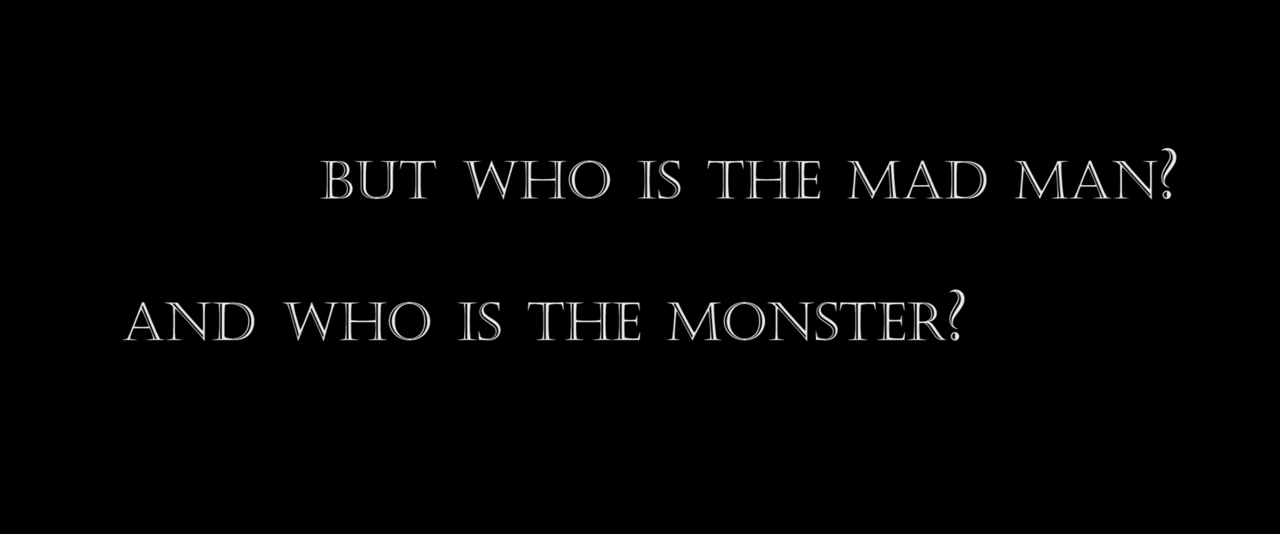 BUT WHO IS THE MAD MAN?
AND WHO IS THE MONSTER?